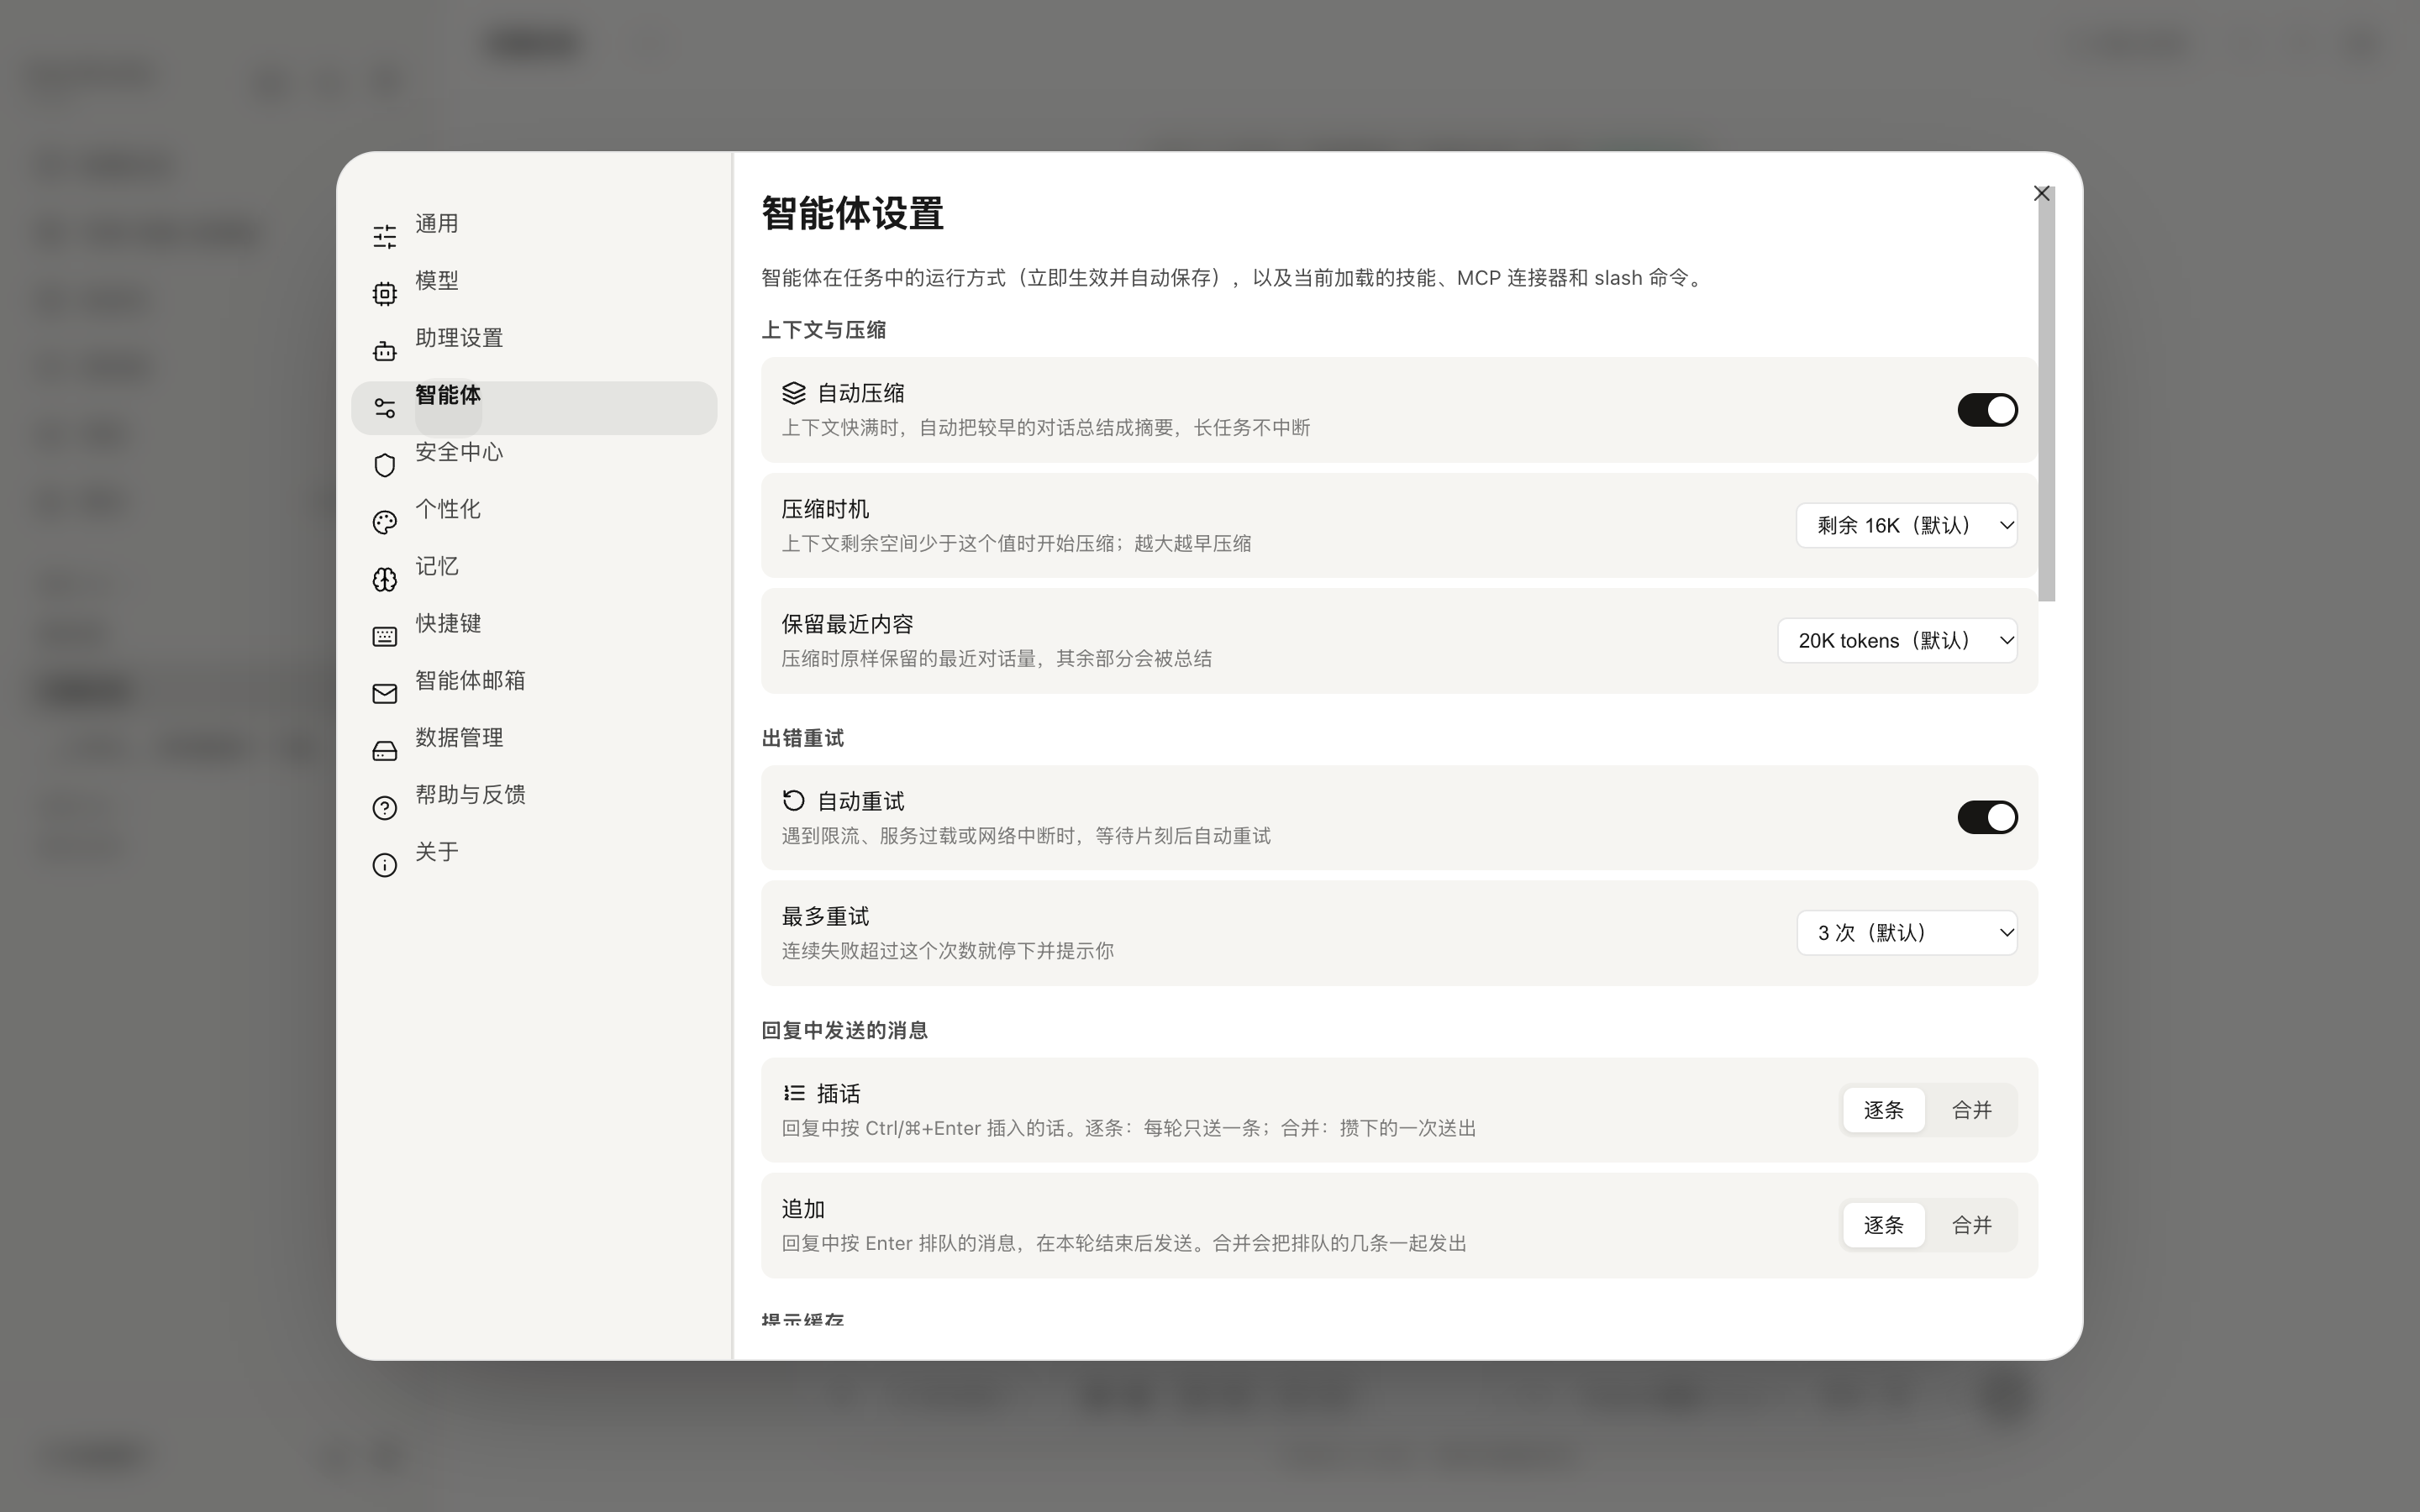 通用
模型
助理设置
智能体
安全中心
个性化
记忆
快捷键
智能体邮箱
数据管理
帮助与反馈
关于
智能体设置
智能体在任务中的运行方式（立即生效并自动保存），以及当前加载的技能、MCP 连接器和 slash 命令。
上下文与压缩
自动压缩
上下文快满时，自动把较早的对话总结成摘要，长任务不中断
压缩时机
上下文剩余空间少于这个值时开始压缩；越大越早压缩
剩余 16K（默认）
保留最近内容
压缩时原样保留的最近对话量，其余部分会被总结
20K tokens（默认）
出错重试
自动重试
遇到限流、服务过载或网络中断时，等待片刻后自动重试
最多重试
连续失败超过这个次数就停下并提示你
3 次（默认）
回复中发送的消息
插话
回复中按 Ctrl/⌘+Enter 插入的话。逐条：每轮只送一条；合并：攒下的一次送出
逐条 合并
追加
回复中按 Enter 排队的消息，在本轮结束后发送。合并会把排队的几条一起发出
逐条 合并
提示缓存